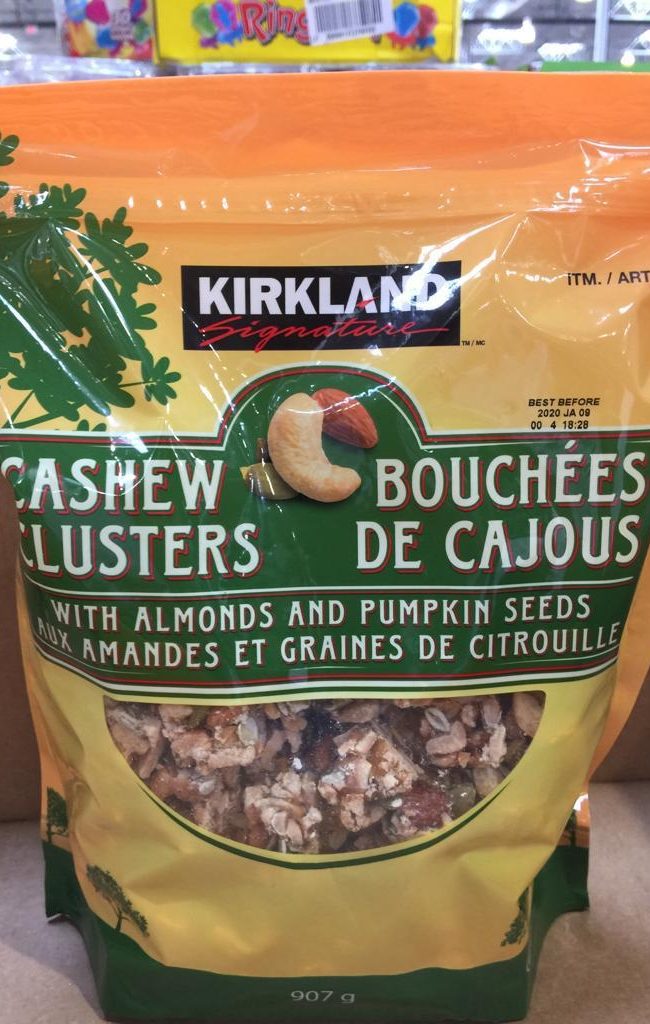 Ring
KIRKLAND
Signature
TM / MC
ITM. / ART
BEST BEFORE
2020 JA 09
00 4 18:28
CASHEW
CLUSTERS
BOUCHÉES
DE CAJOUS
WITH ALMONDS AND PUMPKIN SEEDS
AUX AMANDES ET GRAINES DE CITROUILLE
907 g